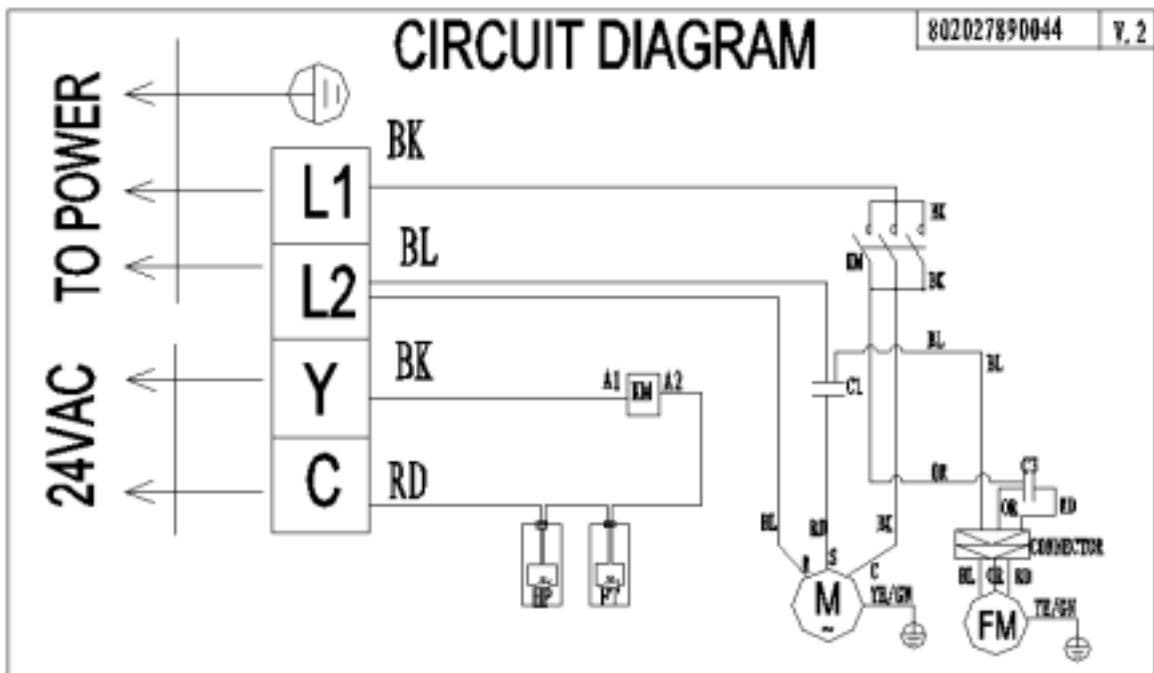 CIRCUIT DIAGRAM
802027890044
V.2
TO POWER
24VAC
L1
L2
Y
C
BK
BL
BK
RD
A1
KM
A2
HP
BK
KM
BK
BL
BL
C1
OR
C3
OR
RD
CONNECTOR
BL
OR
RD
BL
RD
BK
S
C
M
~
YE/GN
FM
YE/GN